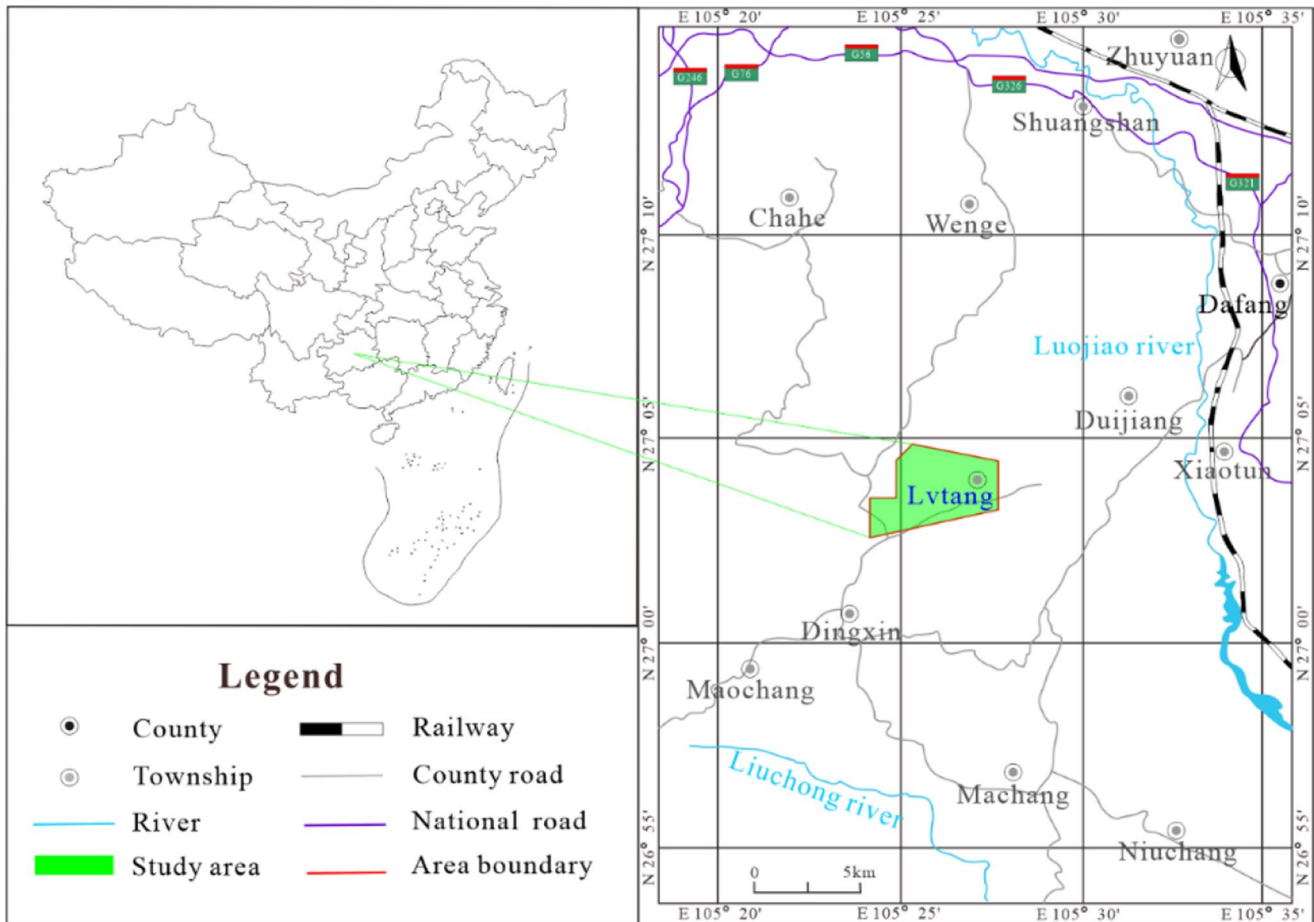 E 105° 20'
E 105° 25'
E 105° 30'
E 105° 35'
G246
G76
G56
G326
G321
Zhuyuan
Shuangshan
Chahe
Wenge
N 27° 10'
N 27° 10'
Dafang
Luojiao river
Duijiang
N 27° 05'
N 27° 05'
Xiaotun
Lvtang
Dingxin
N 27° 00'
N 27° 00'
Maochang
Liuchong river
Machang
Niuchang
N 26° 55'
N 26° 55'
0 5km
E 105° 20'
E 105° 25'
E 105° 30'
E 105° 35'
Legend
County
Railway
Township
County road
River
National road
Study area
Area boundary